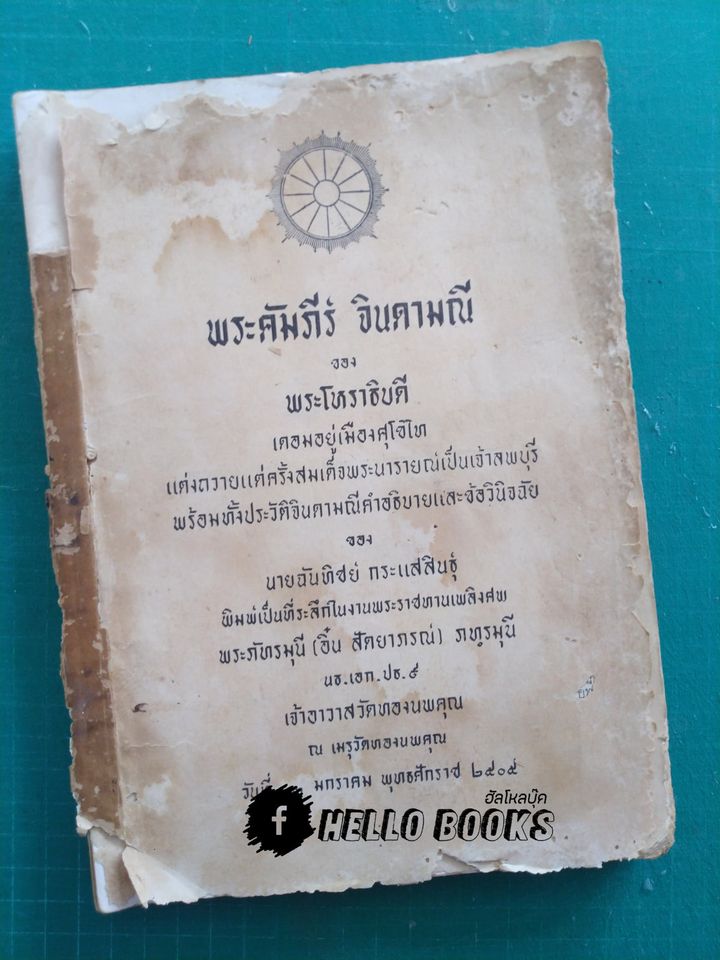 พระคัมภีร์ จินดามณี
ของ
พระโหราธิบดี
เดอมอยู่เมืองศุโขไท
แต่งถวายแต่ครั้งสมเด็จพระนารายณ์เป็นเจ้าลพบุรี
พร้อมทั้งประวัติจินดามณีคำอธิบายและข้อวินิจฉัย
ของ
นายฉันทิชย์ กระแสสินธุ์
พิมพ์เป็นที่ระลึกในงานพระราชทานเพลิงศพ
พระภัทรมุนี (อิ๋น สัตยาภรณ์) ภทฺรมุนี
นธ.เอก.ปธ.๕
เจ้าอาวาสวัดทองนพคุณ
ณ เมรุวัดทองนพคุณ
วันที่ มกราคม พุทธศักราช ๒๔๐๕
ฮัลโหลบุ๊ค
f HELLO BOOKS